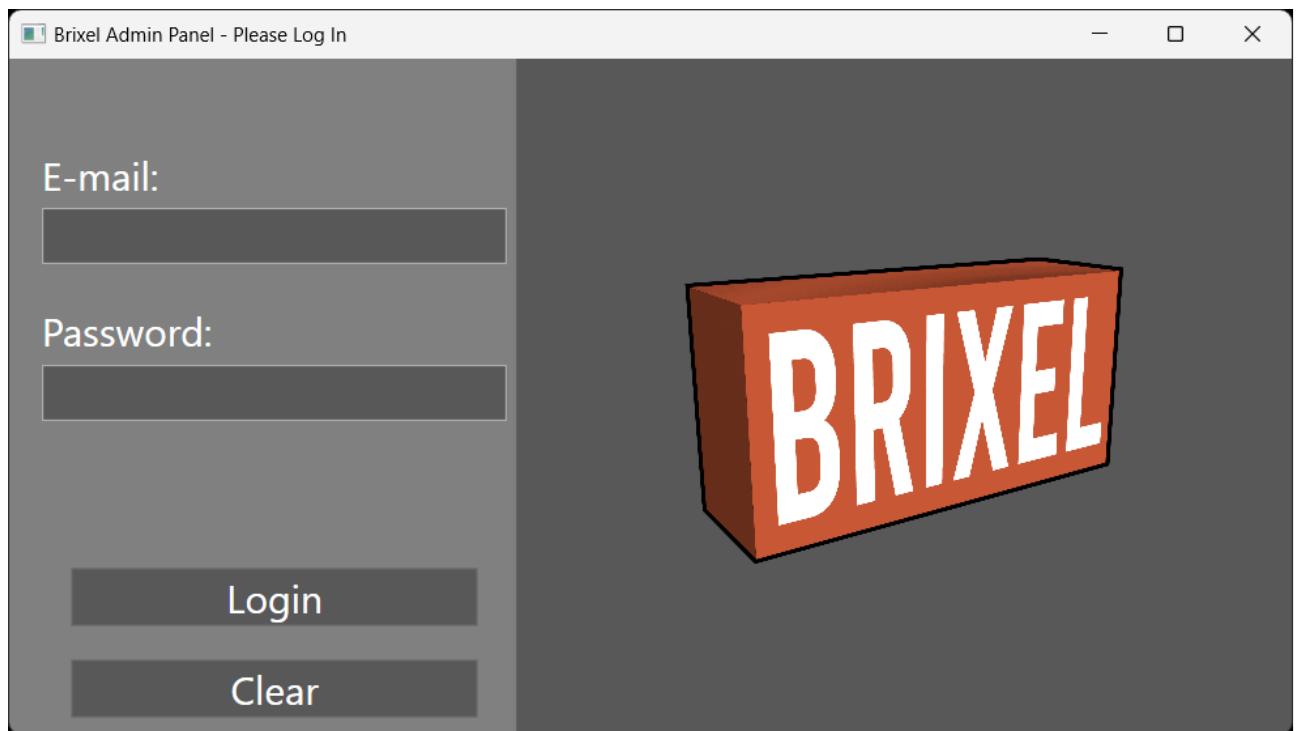 Brixel Admin Panel - Please Log In
E-mail:
Password:
Login
Clear
BRIXEL